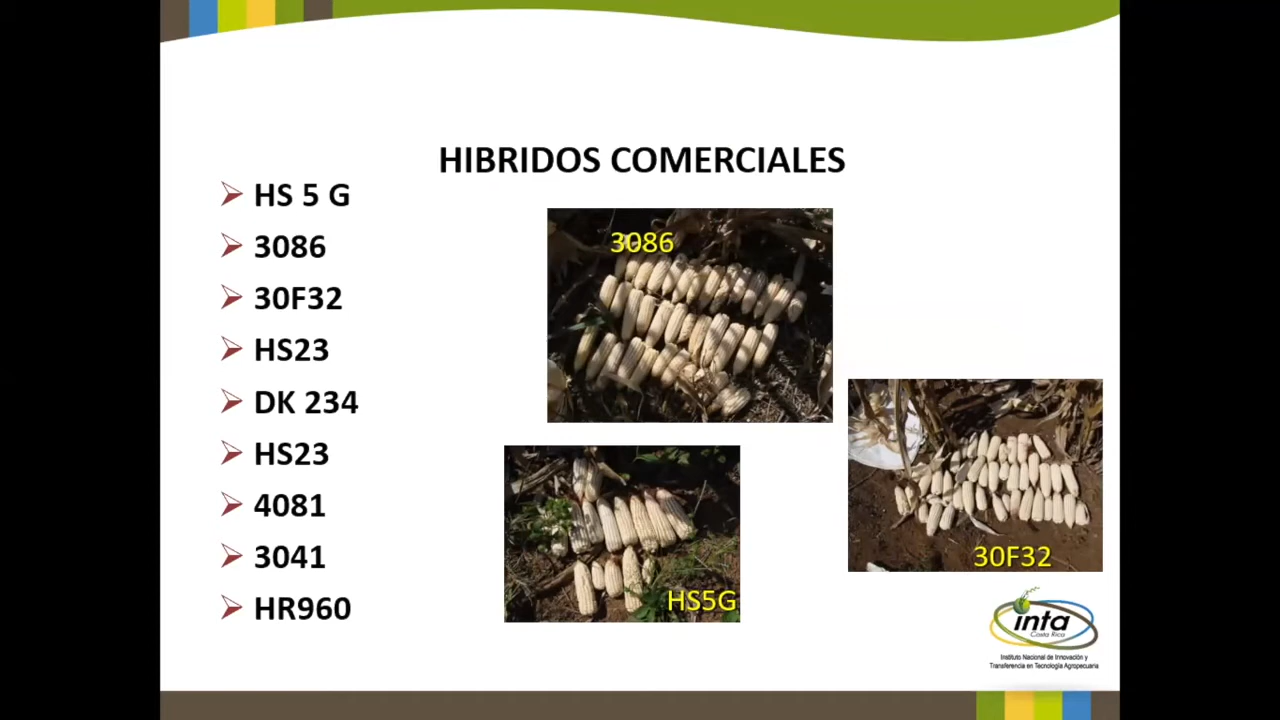 HIBRIDOS COMERCIALES
HS 5 G
3086
30F32
HS23
DK 234
HS23
4081
3041
HR960
3086
HS5G
30F32
inta
Costa Rica
Instituto Nacional de Innovación y
Transferencia en Tecnología Agropecuaria